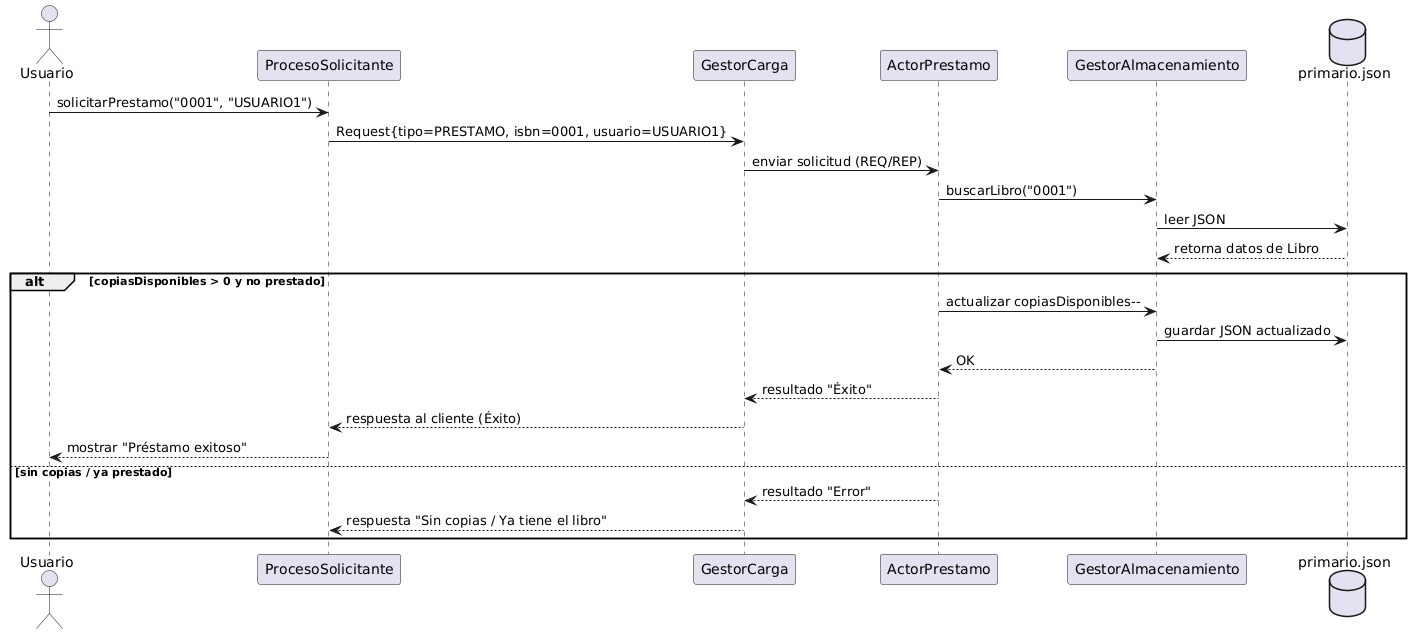 Usuario
ProcesoSolicitante
GestorCarga
ActorPrestamo
GestorAlmacenamiento
primario.json
solicitarPrestamo("0001", "USUARIO1")
Request{tipo=PRESTAMO, isbn=0001, usuario=USUARIO1}
enviar solicitud (REQ/REP)
buscarLibro("0001")
leer JSON
retorna datos de Libro
alt
[copiasDisponibles > 0 y no prestado]
actualizar copiasDisponibles--
guardar JSON actualizado
OK
resultado "Éxito"
respuesta al cliente (Éxito)
mostrar "Préstamo exitoso"
[sin copias / ya prestado]
resultado "Error"
respuesta "Sin copias / Ya tiene el libro"
Usuario
ProcesoSolicitante
GestorCarga
ActorPrestamo
GestorAlmacenamiento
primario.json